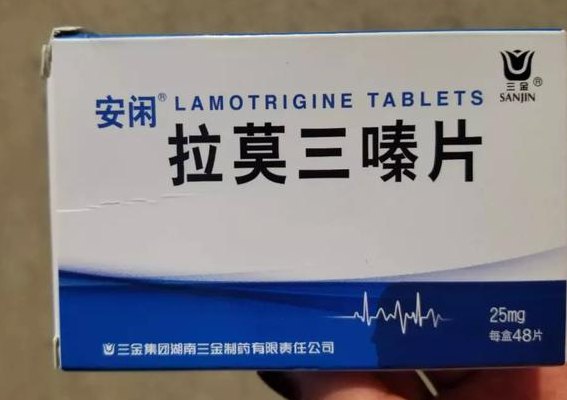 安闲® LAMOTRIGINE TABLETS
拉莫三嗪片
三金®
SANJIN
25mg
每盒48片
三金集团湖南三金制药有限责任公司